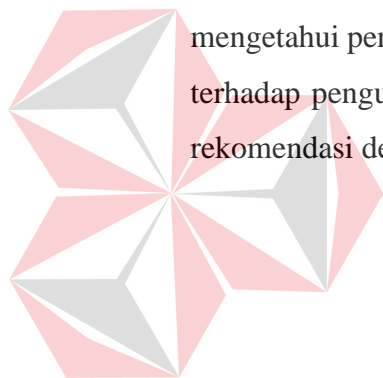 mengetahui per
terhadap pengu
rekomendasi de